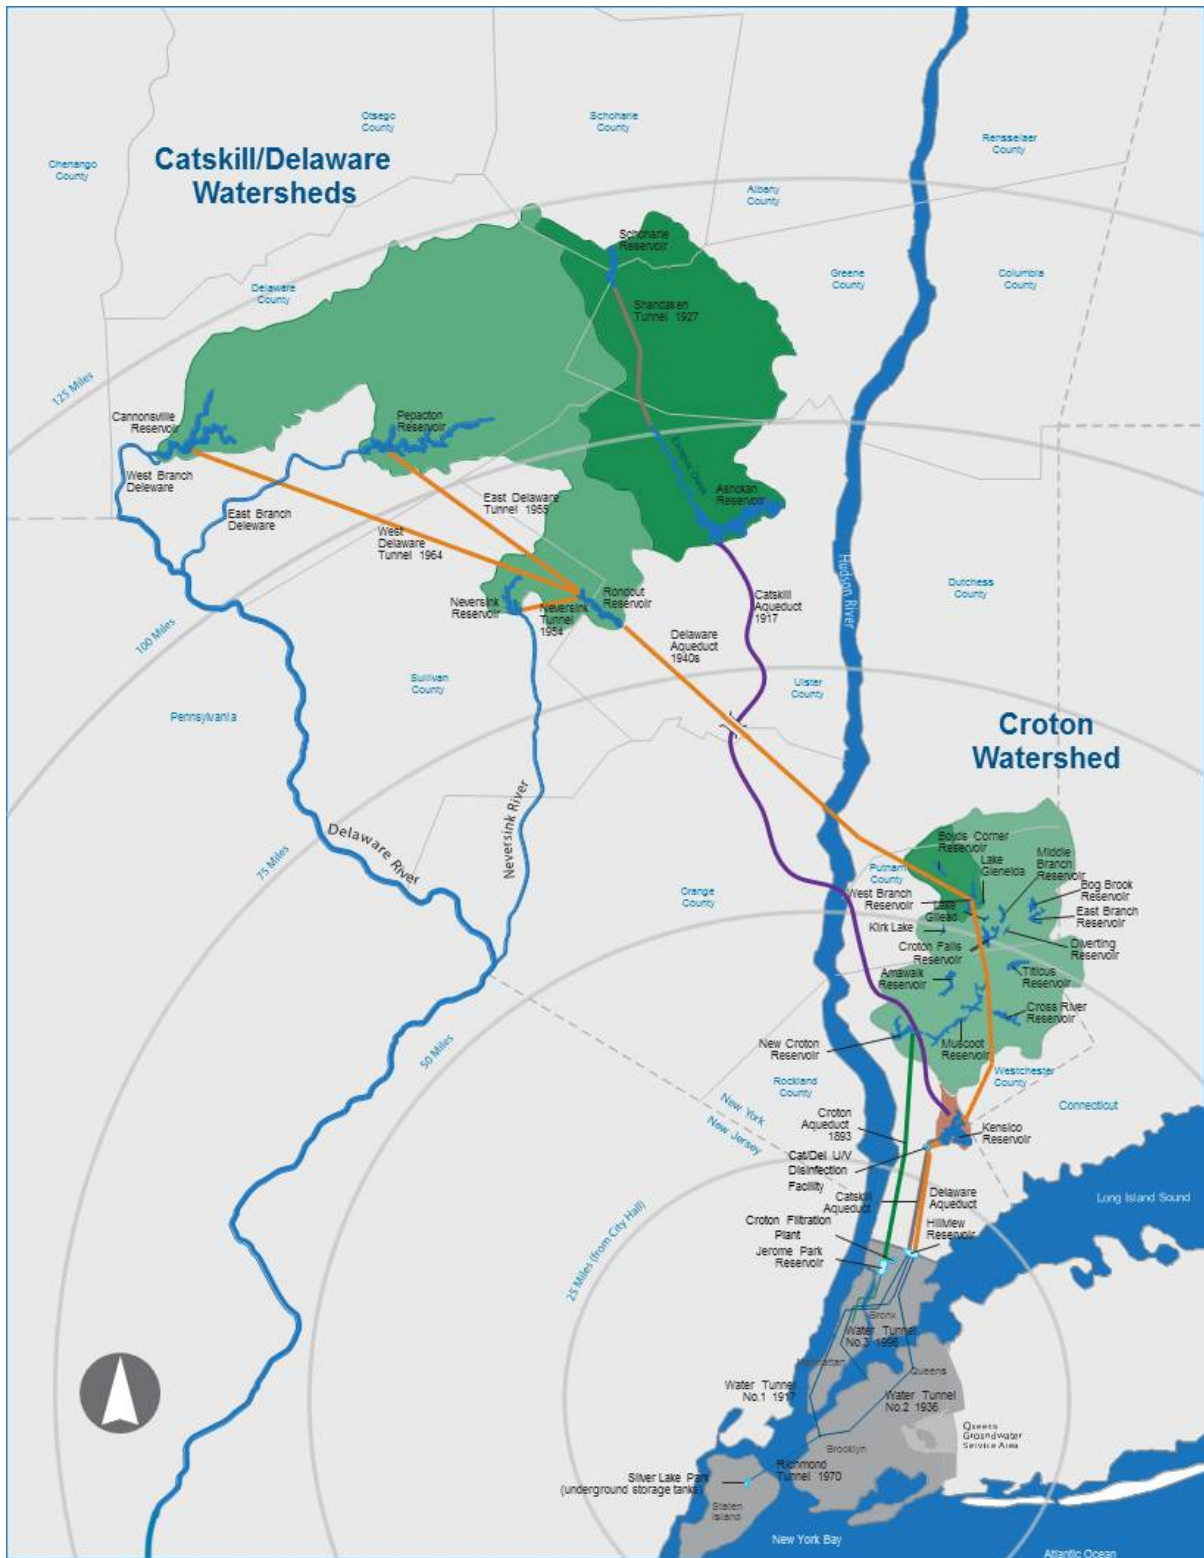 Otsego
County
Schoharie
County
Rensselaer
County
Chenango
County
Catskill/Delaware
Watersheds
Albany
County
Schoharie
Reservoir
Delaware
County
Greene
County
Columbia
County
Shandaken
Tunnel 1927
125 Miles
Cannonsville
Reservoir
Pepacton
Reservoir
Esopus Creek
West Branch
Deleware
East Branch
Deleware
East Delaware
Tunnel 1955
Ashokan
Reservoir
West
Delaware
Tunnel 1964
Hudson River
Dutchess
County
Neversink
Reservoir
Neversink
Tunnel
1954
Rondout
Reservoir
Catskill
Aqueduct
1917
100 Miles
Delaware
Aqueduct
1940s
Sullivan
County
Ulster
County
Pennsylvania
Croton
Watershed
Delaware River
Neversink River
75 Miles
Orange
County
Putnam
County
Boyds Corner
Reservoir
Lake
Gleneida
Middle
Branch
Reservoir
Bog Brook
Reservoir
West Branch
Reservoir
Lake
Gilead
East Branch
Reservoir
Kirk Lake
Croton Falls
Reservoir
Diverting
Reservoir
Amawalk
Reservoir
Titicus
Reservoir
Cross River
Reservoir
50 Miles
New Croton
Reservoir
Muscoot
Reservoir
Rockland
County
Westchester
County
New York
New Jersey
Croton
Aqueduct
1893
Connecticut
Kensico
Reservoir
Cat/Del U/V
Disinfection
Facility
Catskill
Aqueduct
Delaware
Aqueduct
Long Island Sound
Croton Filtration
Plant
Hillview
Reservoir
Jerome Park
Reservoir
25 Miles (from City Hall)
Bronx
Water Tunnel
No.3 1996
Manhattan
Queens
Water Tunnel
No.1 1917
Water Tunnel
No.2 1936
Queens
Groundwater
Service Area
Brooklyn
Richmond
Tunnel 1970
Silver Lake Park
(underground storage tanks)
Staten
Island
New York Bay
Atlantic Ocean